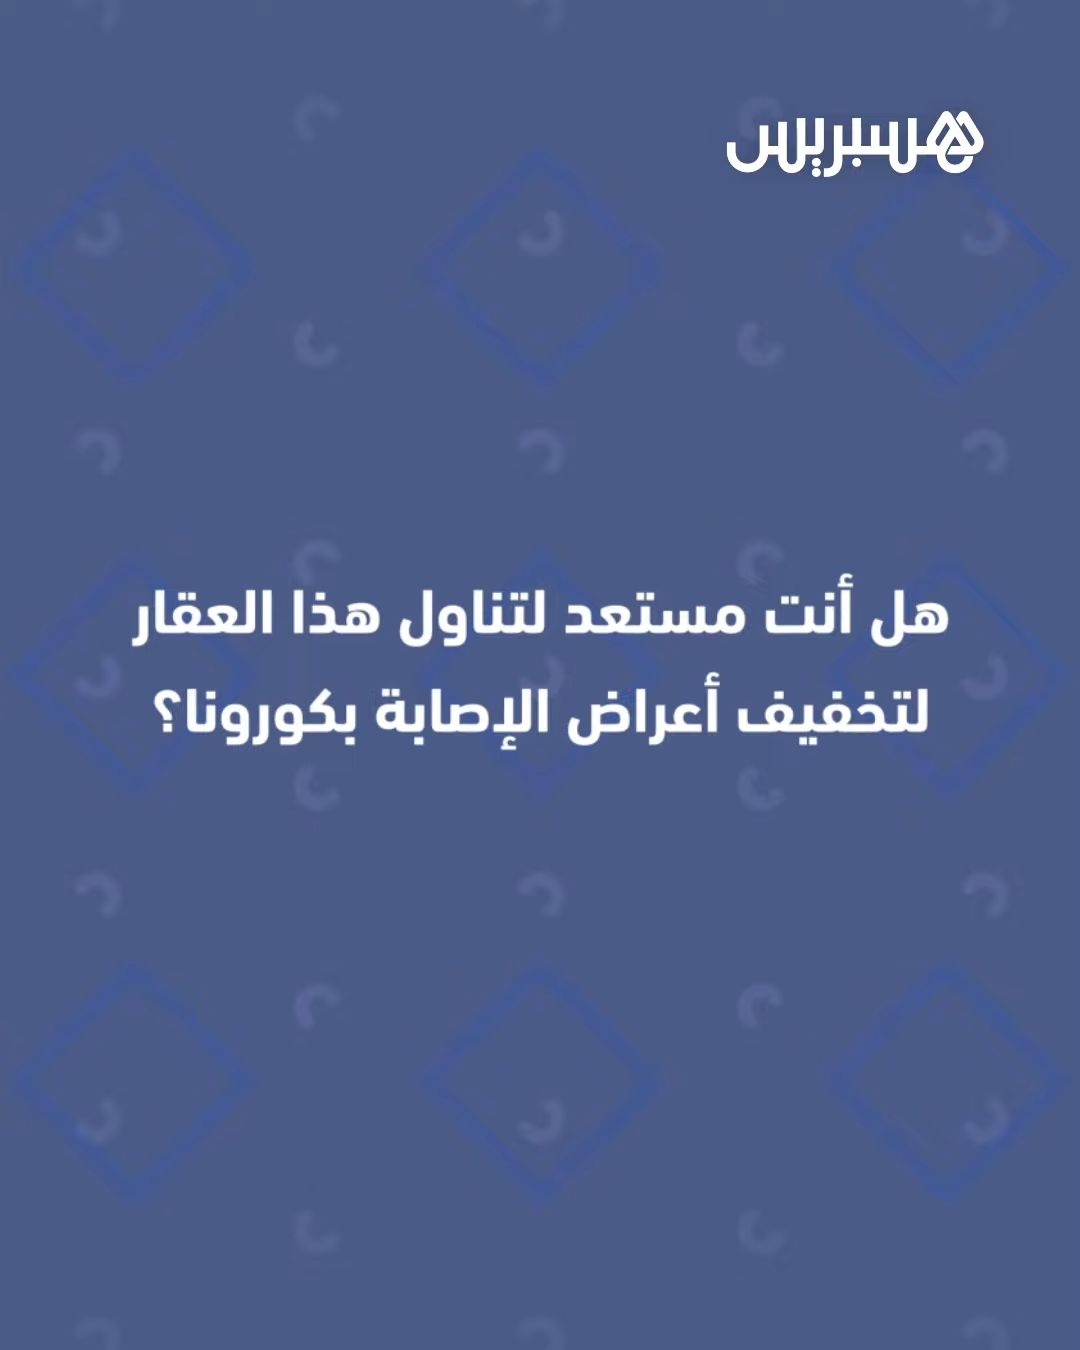 هسبريس
هل أنت مستعد لتناول هذا العقار
لتخفيف أعراض الإصابة بكورونا؟